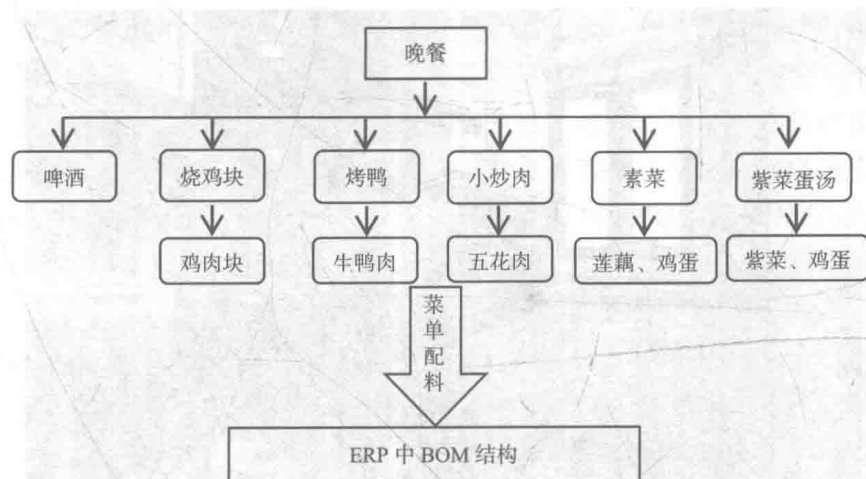 晚餐
啤酒
烧鸡块
烤鸭
小炒肉
素菜
紫菜蛋汤
鸡肉块
生鸭肉
五花肉
莲藕、鸡蛋
紫菜、鸡蛋
菜
单
配
料
ERP 中 BOM 结构